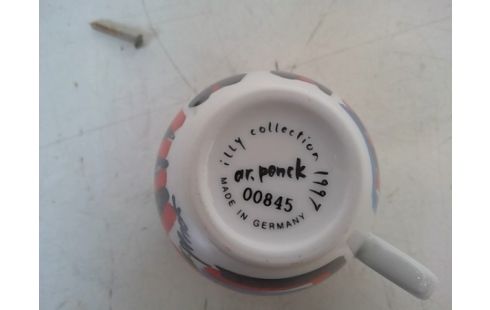 illy collection 1997
ar. penck
00845
MADE IN GERMANY